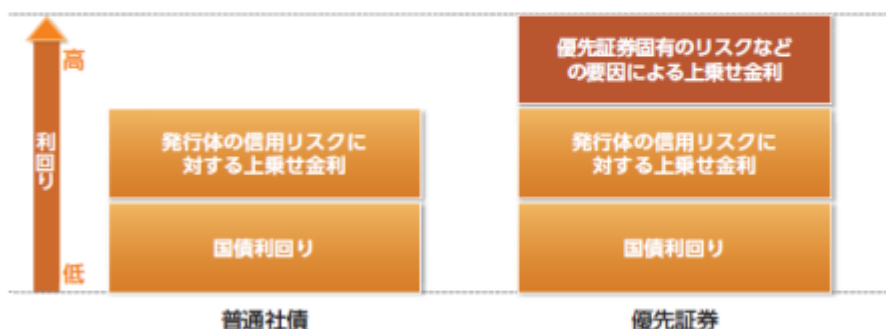 高
利回り
低
発行体の信用リスクに
対する上乗せ金利
国債利回り
普通社債
優先証券固有のリスクなど
の要因による上乗せ金利
発行体の信用リスクに
対する上乗せ金利
国債利回り
優先証券